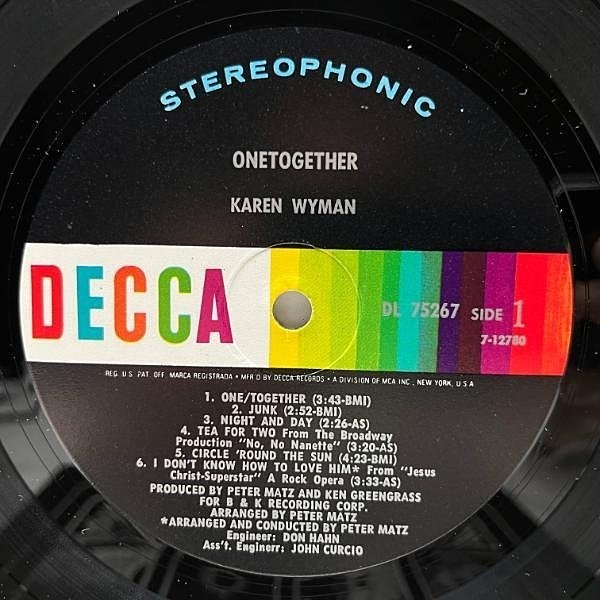 STEREOPHONIC
ONETOGETHER
KAREN WYMAN
DECCA
DL 75267 SIDE 1
7-12780
REG. U.S. PAT. OFF. MARCA REGISTRADA • MF'R D BY DECCA RECORDS • A DIVISION OF MCA INC., NEW YORK, U.S.A
1. ONE/TOGETHER (3:43-BMI)
2. JUNK (2:52-BMI)
3. NIGHT AND DAY (2:26-AS)
4. TEA FOR TWO From The Broadway
Production "No, No Nanette" (3:20-AS)
5. CIRCLE 'ROUND THE SUN (4:23-BMI)
6. I DON'T KNOW HOW TO LOVE HIM* From "Jesus
Christ-Superstar" A Rock Opera (3:33-AS)
PRODUCED BY PETER MATZ AND KEN GREENGRASS
FOR B & K RECORDING CORP.
ARRANGED BY PETER MATZ
*ARRANGED AND CONDUCTED BY PETER MATZ
Engineer: DON HAHN
Ass't. Enginerr: JOHN CURCIO